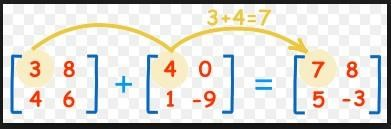 3+4=7
[3 8] + [4 0] = [7 8]
[4 6] [1 -9] [5 -3]